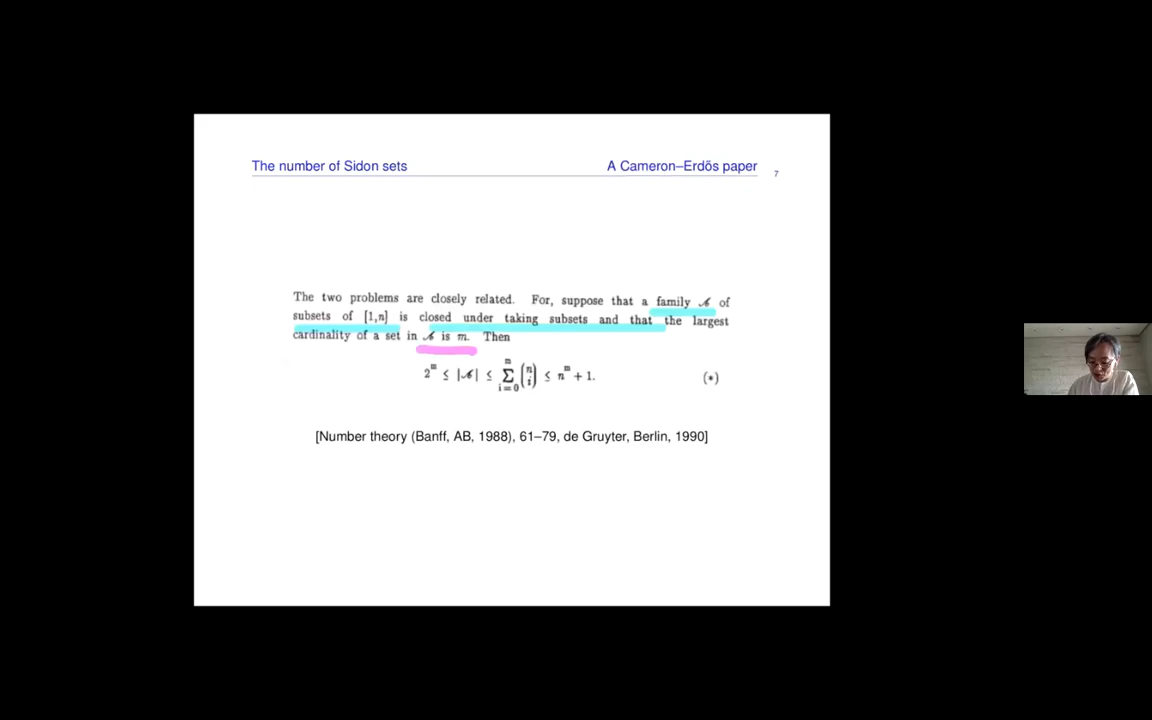 The number of Sidon sets A Cameron–Erdős paper 7
The two problems are closely related. For, suppose that a family 𝒮 of
subsets of [1,n] is closed under taking subsets and that the largest
cardinality of a set in 𝒮 is m. Then
2^m ≤ |𝒮| ≤ Σ_{i=0}^{m} (n i) ≤ n^m + 1. (*)
[Number theory (Banff, AB, 1988), 61–79, de Gruyter, Berlin, 1990]